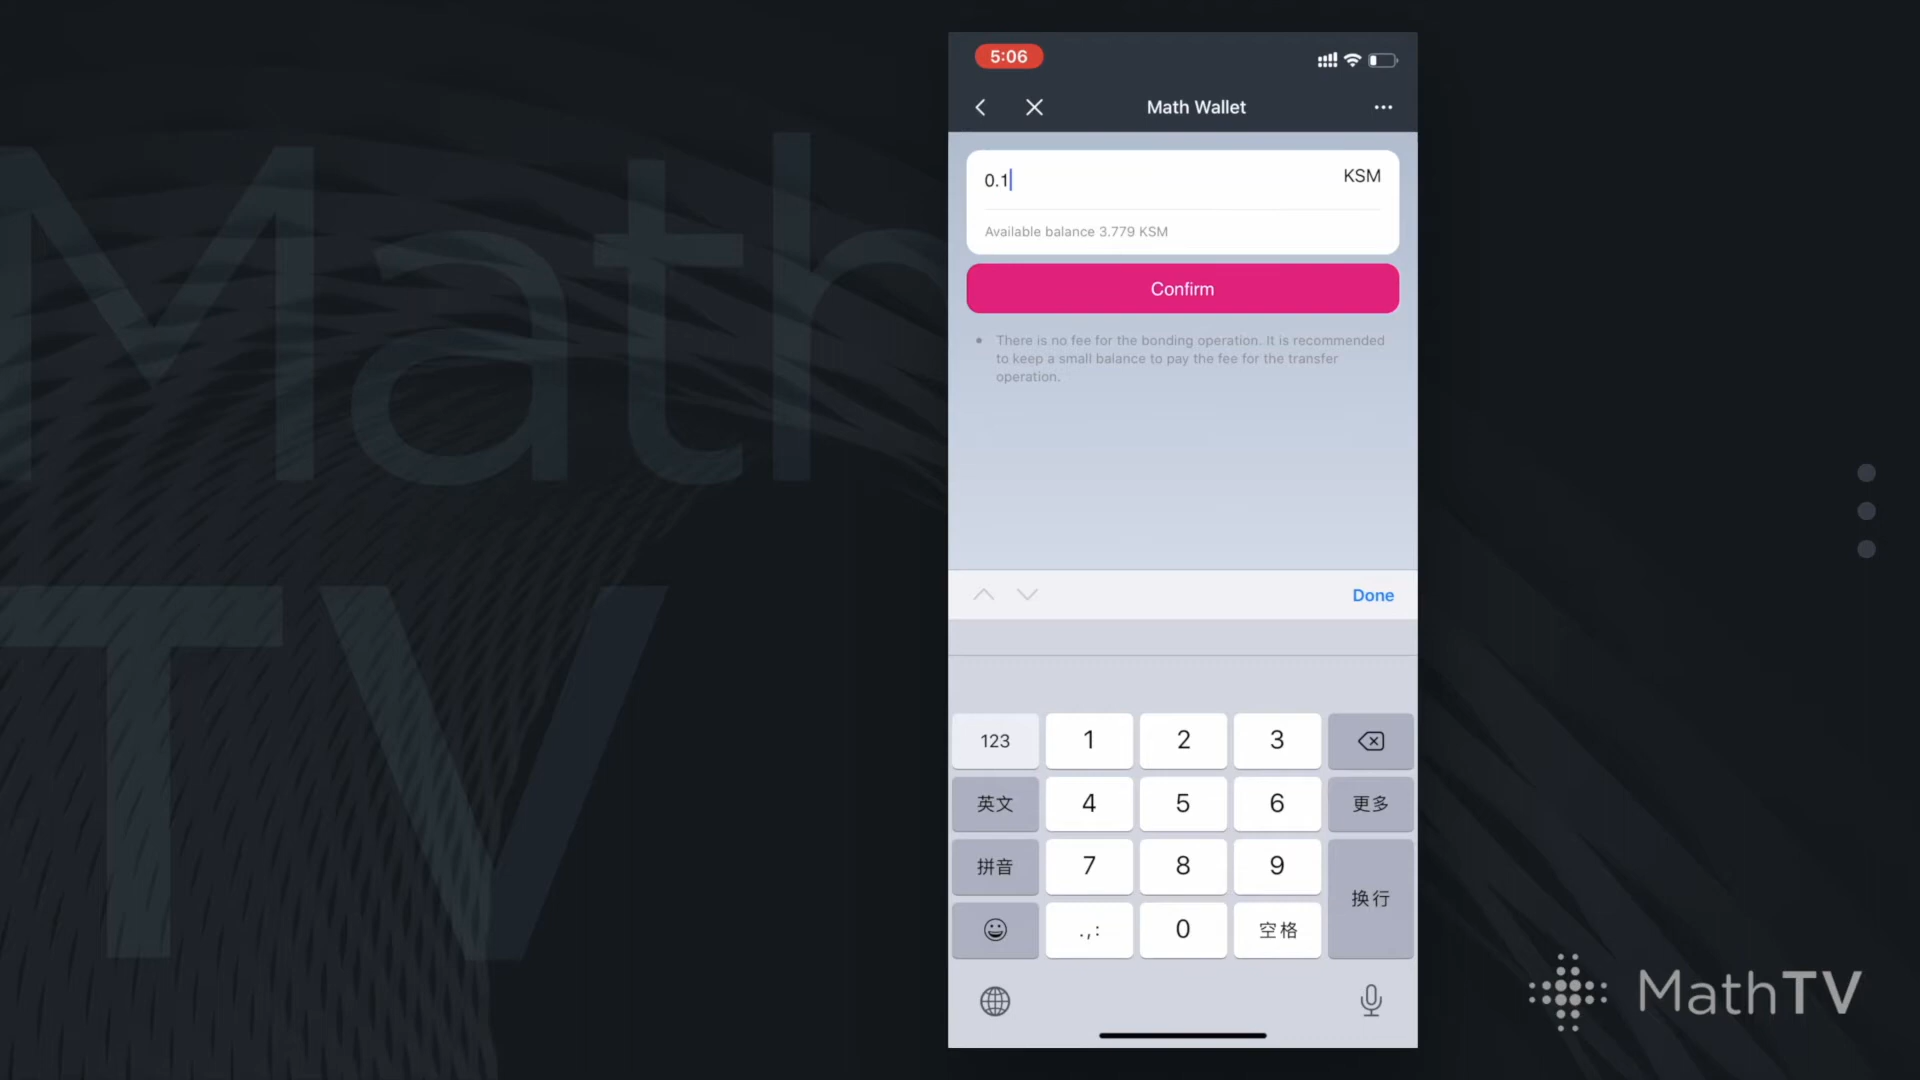 Math
TV
5:06
Math Wallet
0.1
KSM
Available balance 3.779 KSM
Confirm
There is no fee for the bonding operation. It is recommended
to keep a small balance to pay the fee for the transfer
operation.
Done
123 1 2 3
英文 4 5 6 更多
拼音 7 8 9
换行
.,: 0 空格
MathTV